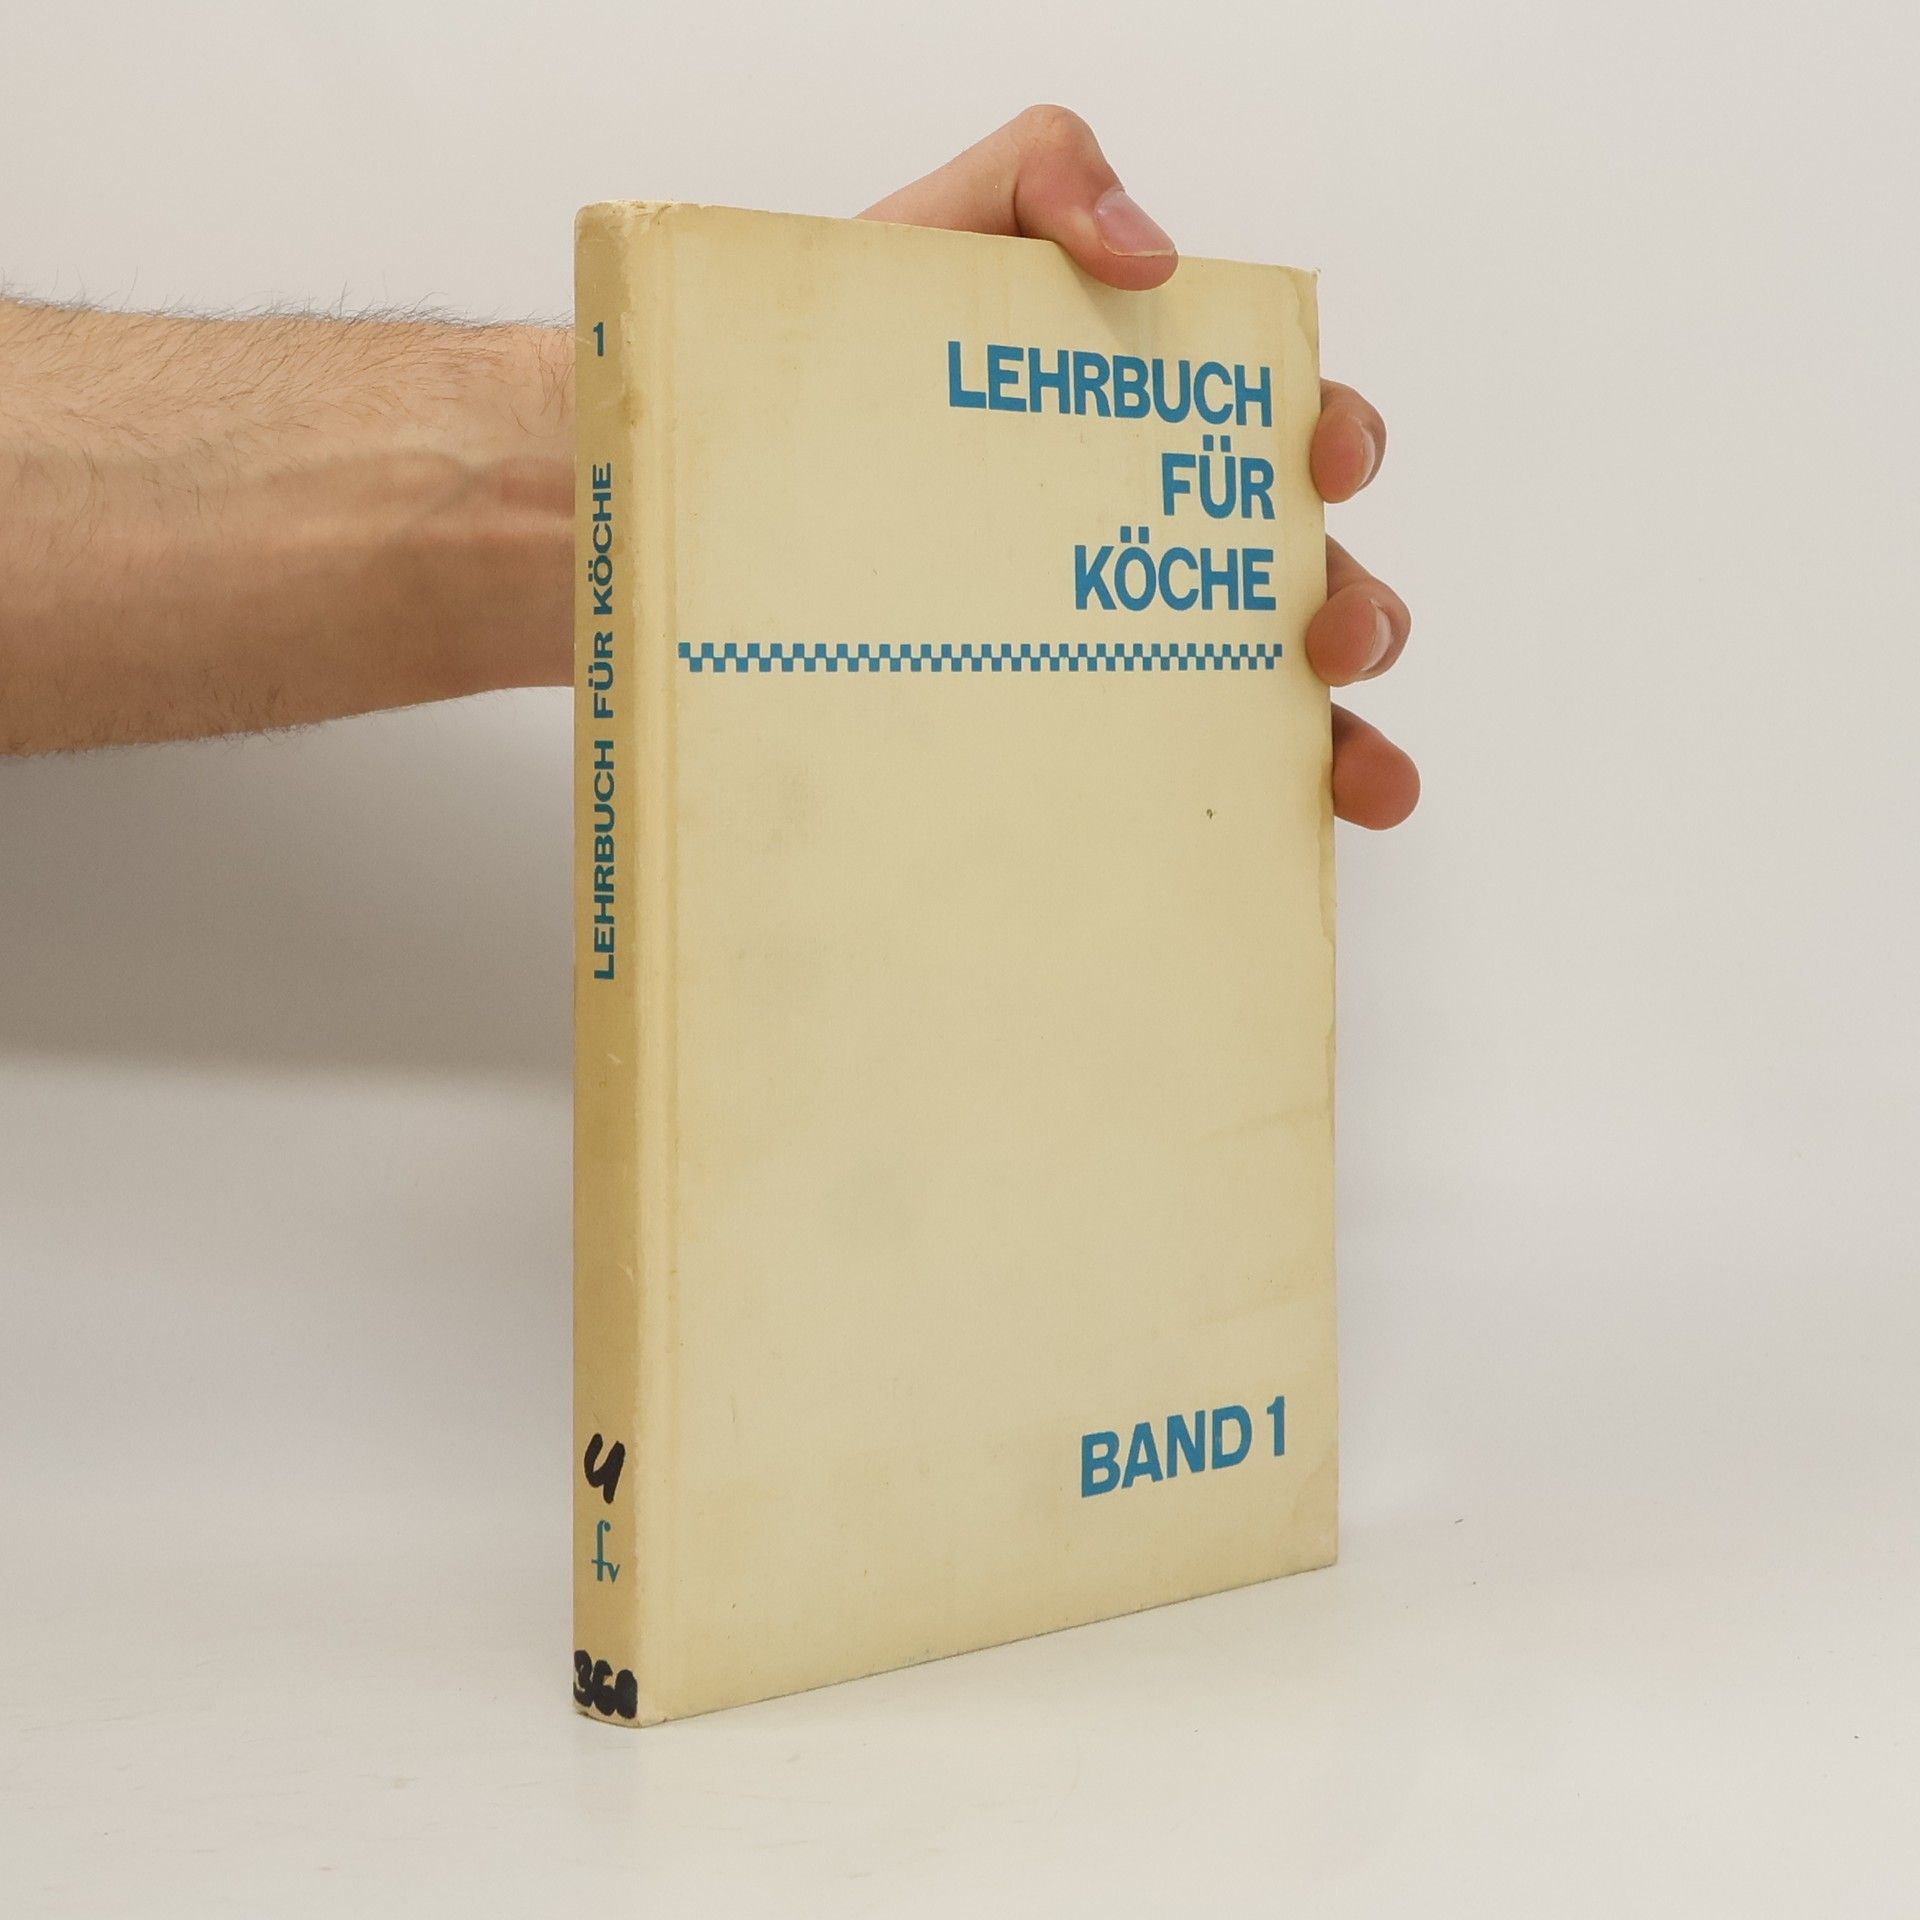 LEHRBUCH
FÜR
KÖCHE
BAND 1
1
LEHRBUCH FÜR KÖCHE
4
fv
360